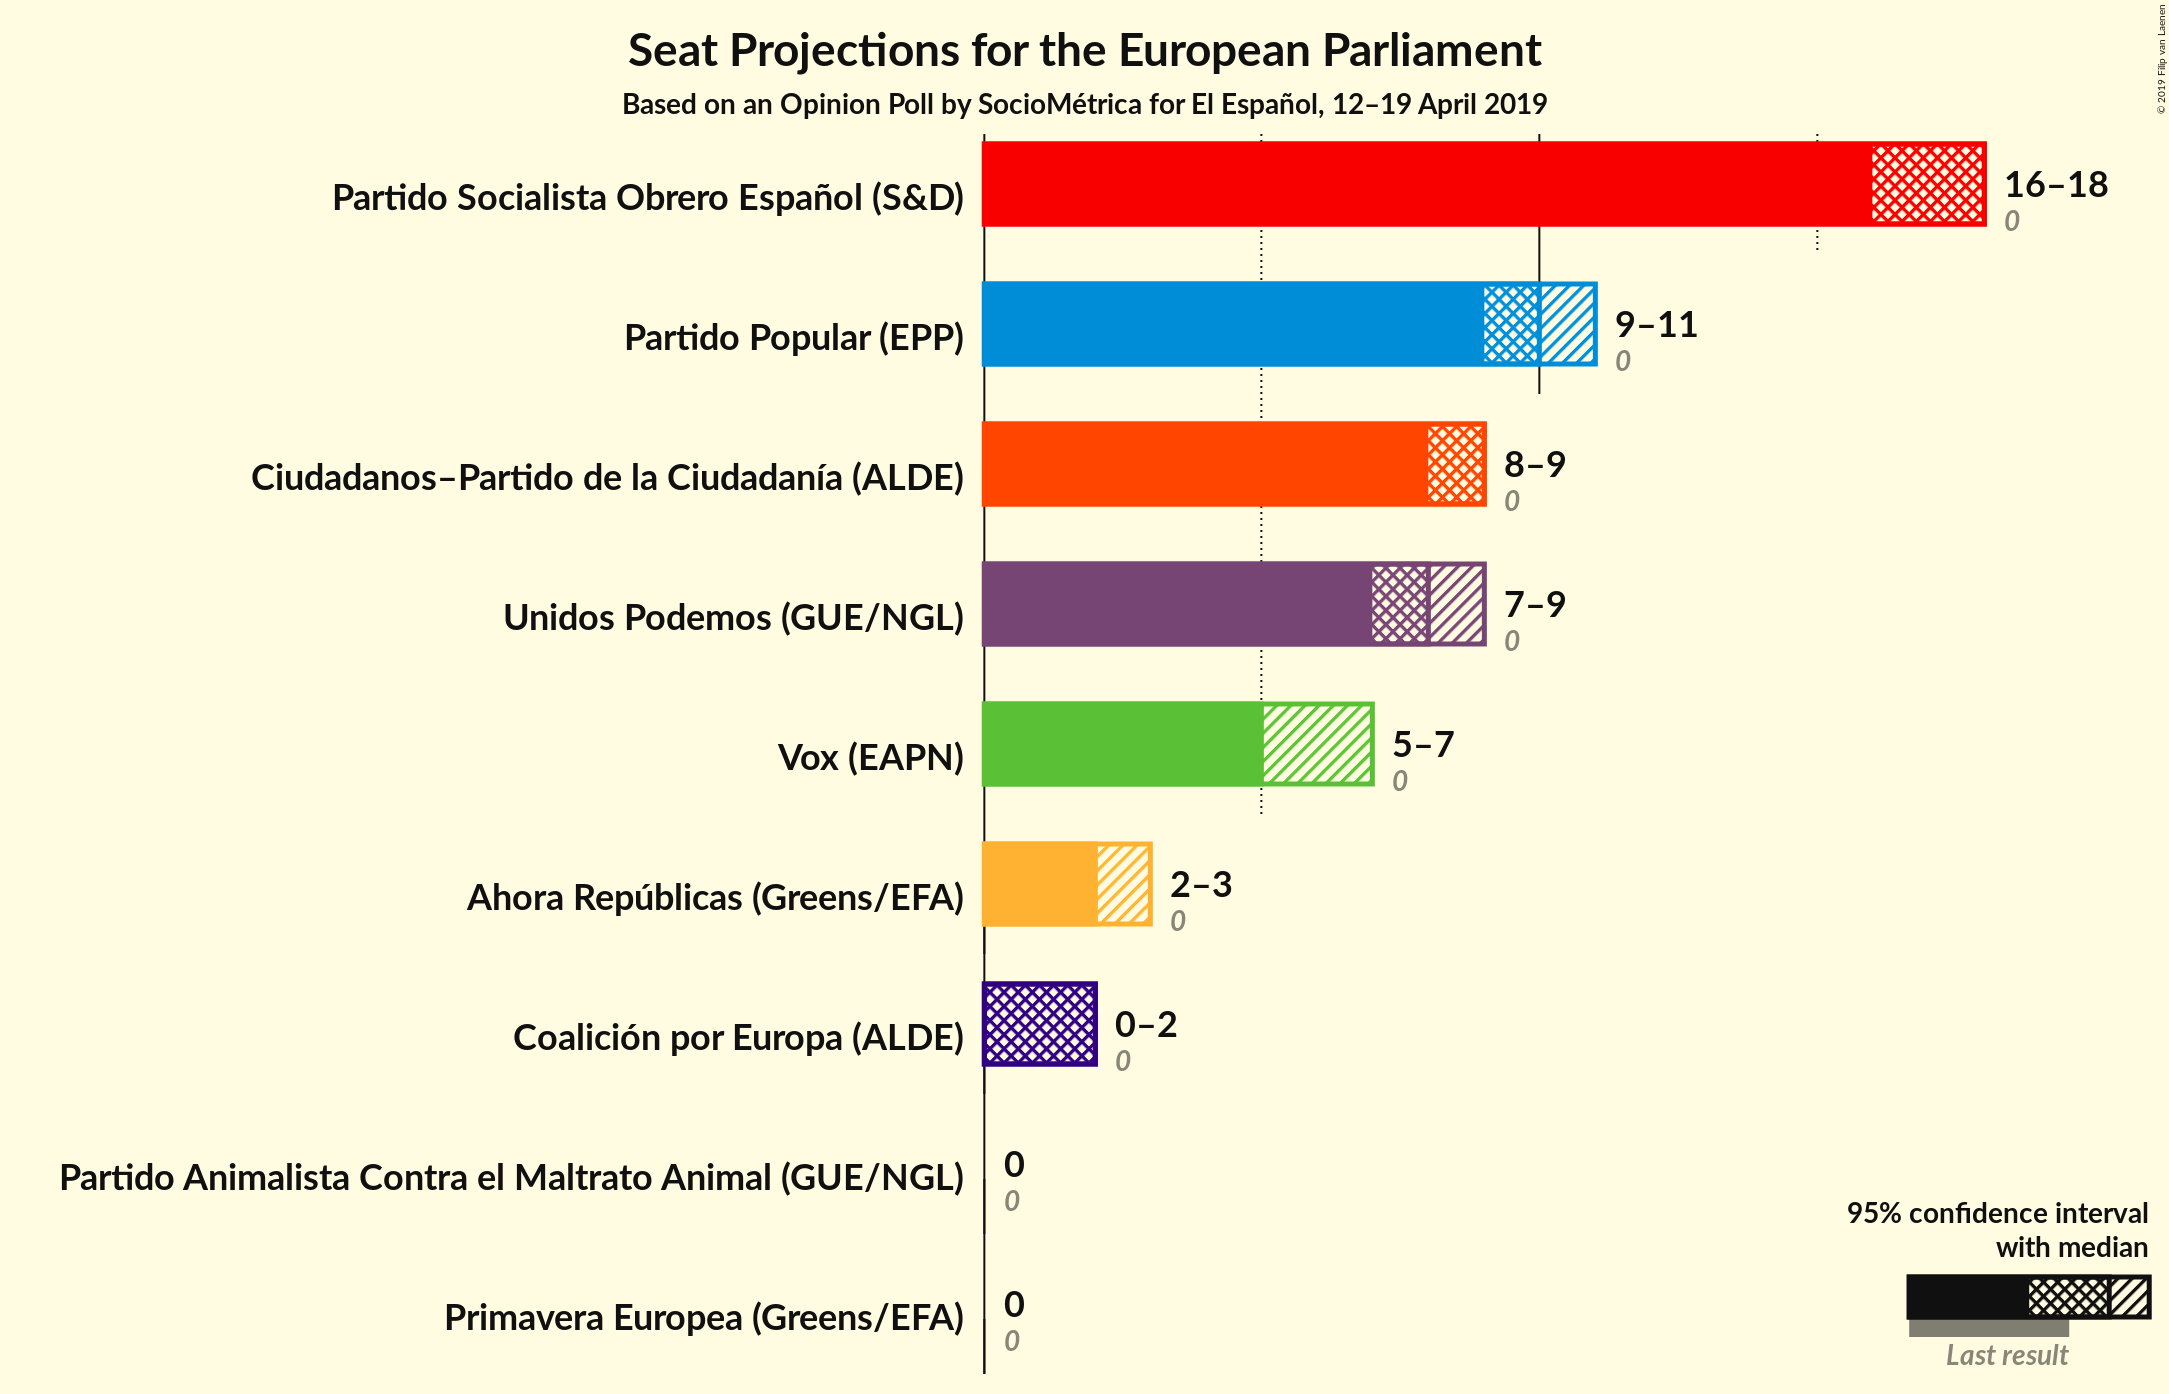 Seat Projections for the European Parliament
Based on an Opinion Poll by SocioMétrica for El Español, 12–19 April 2019
© 2019 Filip van Laenen
Partido Socialista Obrero Español (S&D)
16–18
0
Partido Popular (EPP)
9–11
0
Ciudadanos–Partido de la Ciudadanía (ALDE)
8–9
0
Unidos Podemos (GUE/NGL)
7–9
0
Vox (EAPN)
5–7
0
Ahora Repúblicas (Greens/EFA)
2–3
0
Coalición por Europa (ALDE)
0–2
0
Partido Animalista Contra el Maltrato Animal (GUE/NGL)
0
0
Primavera Europea (Greens/EFA)
0
0
95% confidence interval
with median
Last result